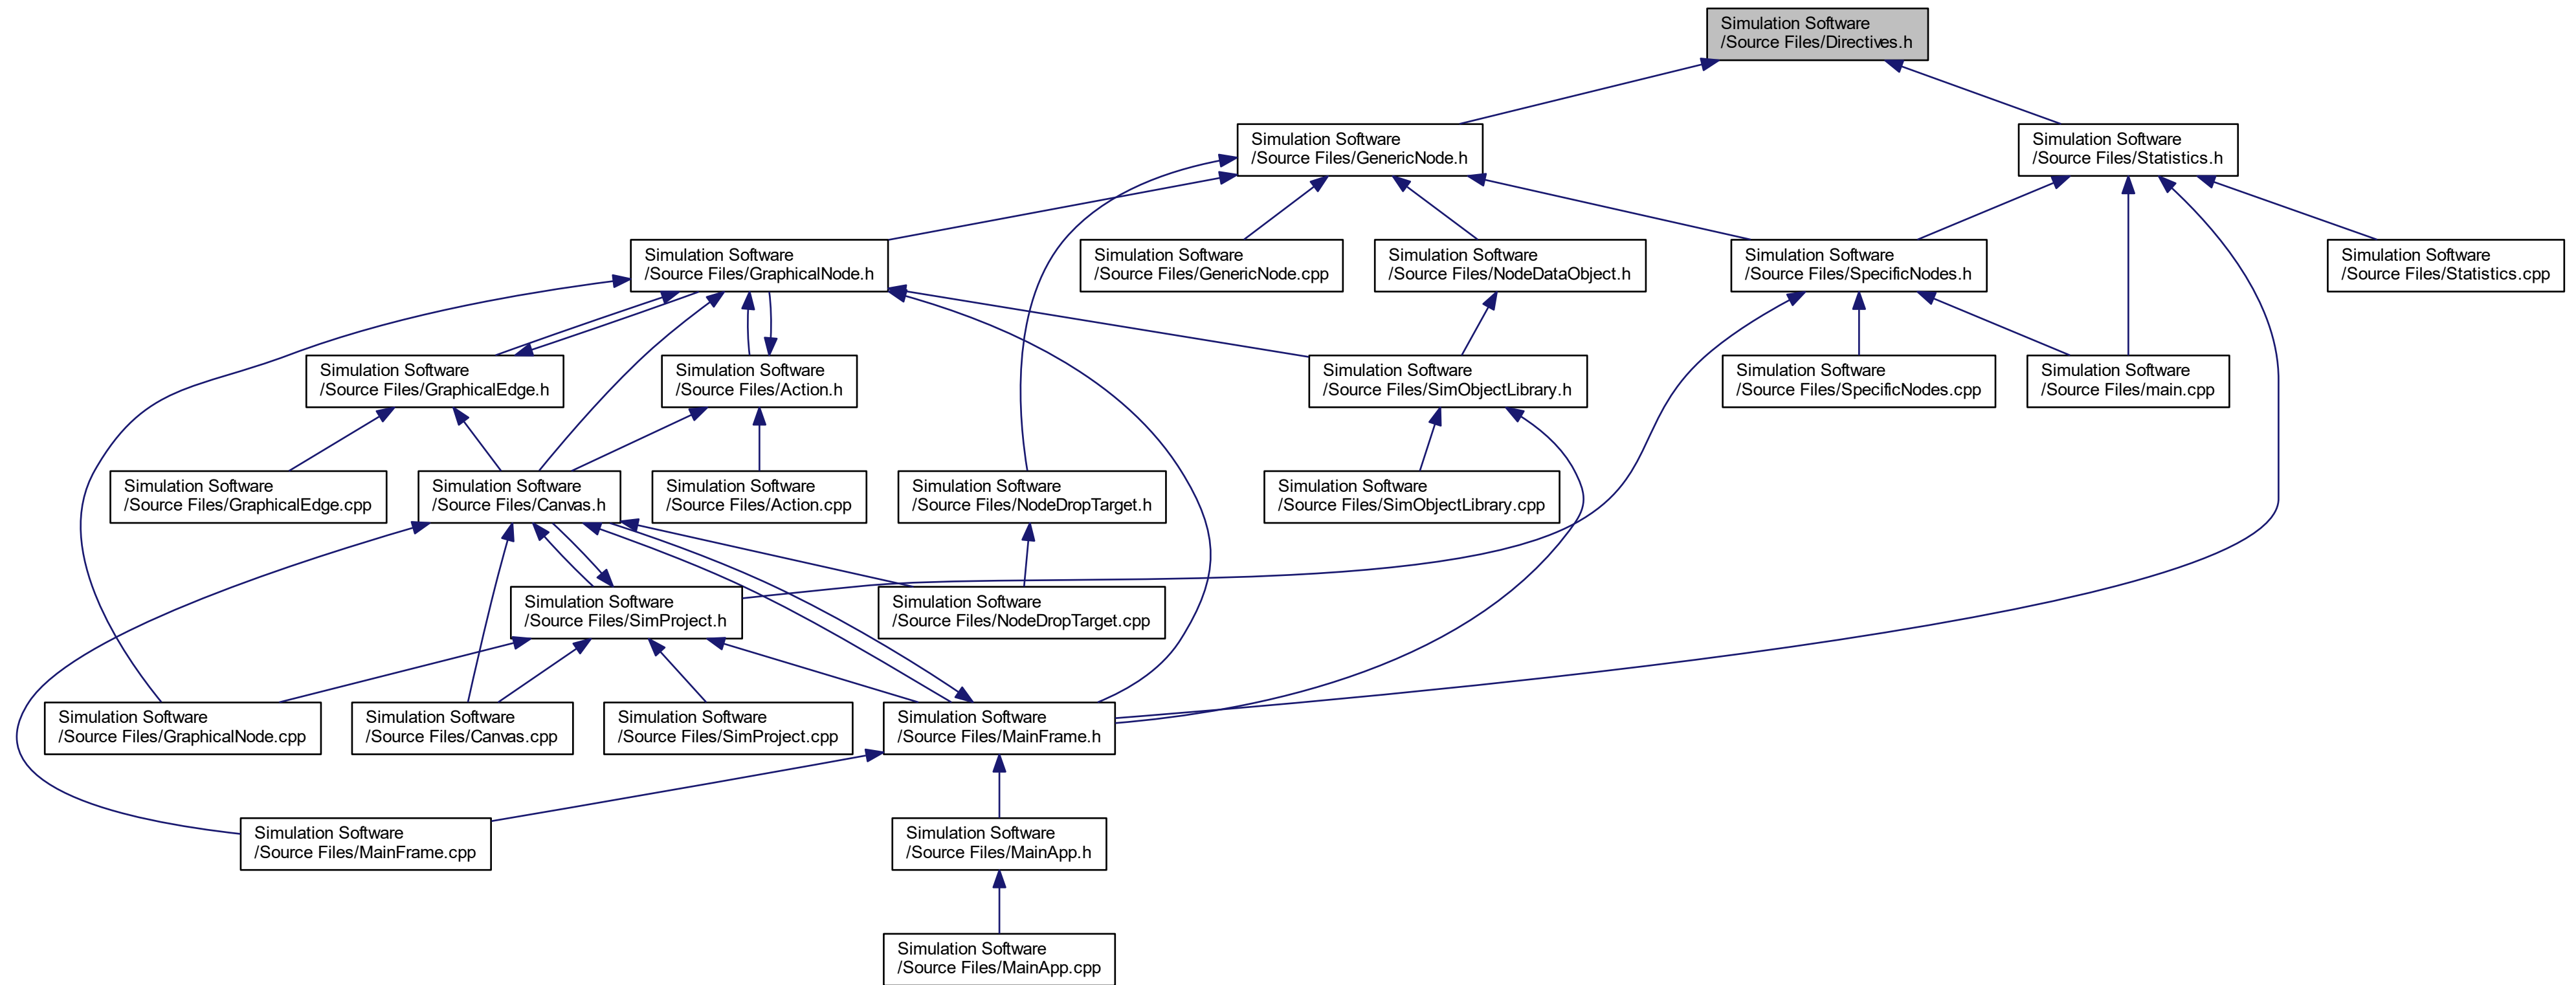 Simulation Software
/Source Files/Directives.h
Simulation Software
/Source Files/GenericNode.h
Simulation Software
/Source Files/Statistics.h
Simulation Software
/Source Files/GraphicalNode.h
Simulation Software
/Source Files/GenericNode.cpp
Simulation Software
/Source Files/NodeDataObject.h
Simulation Software
/Source Files/SpecificNodes.h
Simulation Software
/Source Files/Statistics.cpp
Simulation Software
/Source Files/GraphicalEdge.h
Simulation Software
/Source Files/Action.h
Simulation Software
/Source Files/SimObjectLibrary.h
Simulation Software
/Source Files/SpecificNodes.cpp
Simulation Software
/Source Files/main.cpp
Simulation Software
/Source Files/GraphicalEdge.cpp
Simulation Software
/Source Files/Canvas.h
Simulation Software
/Source Files/Action.cpp
Simulation Software
/Source Files/NodeDropTarget.h
Simulation Software
/Source Files/SimObjectLibrary.cpp
Simulation Software
/Source Files/SimProject.h
Simulation Software
/Source Files/NodeDropTarget.cpp
Simulation Software
/Source Files/GraphicalNode.cpp
Simulation Software
/Source Files/Canvas.cpp
Simulation Software
/Source Files/SimProject.cpp
Simulation Software
/Source Files/MainFrame.h
Simulation Software
/Source Files/MainFrame.cpp
Simulation Software
/Source Files/MainApp.h
Simulation Software
/Source Files/MainApp.cpp